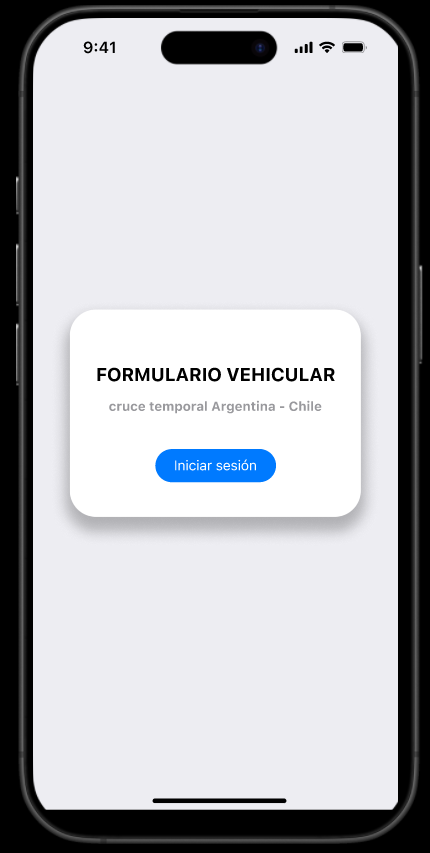 9:41
FORMULARIO VEHICULAR
cruce temporal Argentina - Chile
Iniciar sesión